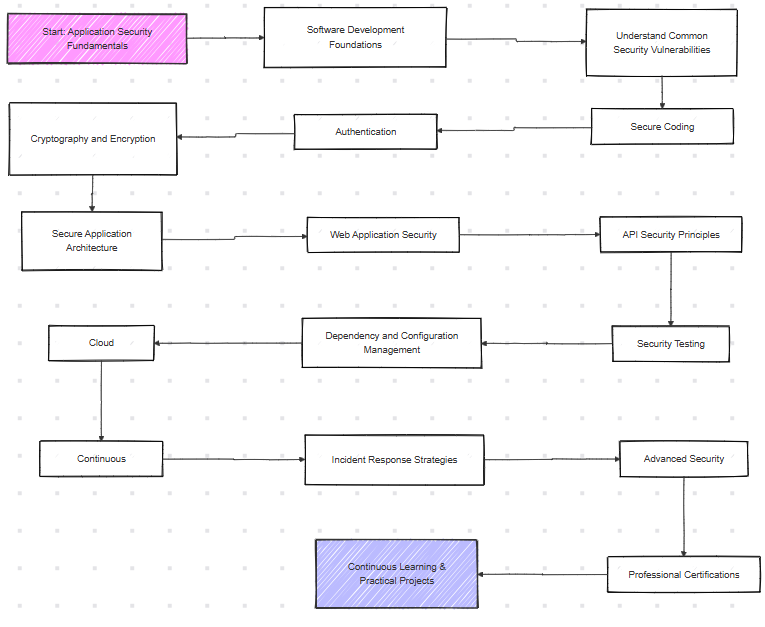 Start: Application Security
Fundamentals
Software Development
Foundations
Understand Common
Security Vulnerabilities
Secure Coding
Authentication
Cryptography and Encryption
Secure Application
Architecture
Web Application Security
API Security Principles
Security Testing
Dependency and Configuration
Management
Cloud
Continuous
Incident Response Strategies
Advanced Security
Professional Certifications
Continuous Learning &
Practical Projects